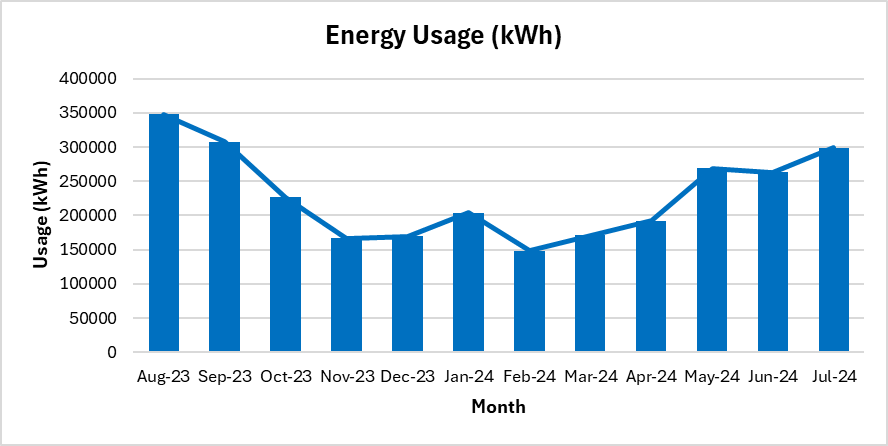 Energy Usage (kWh)
400000
350000
300000
250000
200000
150000
100000
50000
0
Usage (kWh)
Aug-23 Sep-23 Oct-23 Nov-23 Dec-23 Jan-24 Feb-24 Mar-24 Apr-24 May-24 Jun-24 Jul-24
Month